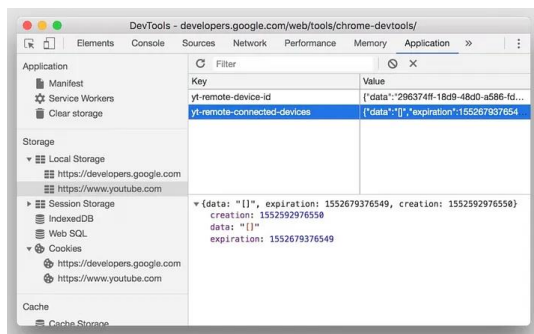 DevTools - developers.google.com/web/tools/chrome-devtools/
Elements Console Sources Network Performance Memory Application »
Application
Manifest
Service Workers
Clear storage
Storage
Local Storage
https://developers.google.com
https://www.youtube.com
Session Storage
IndexedDB
Web SQL
Cookies
https://developers.google.com
https://www.youtube.com
Cache
Cache Storage
Filter
Key Value
yt-remote-device-id {"data":"296374ff-18d9-48d0-a586-fd...
yt-remote-connected-devices {"data":"[]","expiration":155267937654...
{data: "[]", expiration: 1552679376549, creation: 1552592976550}
creation: 1552592976550
data: "[]"
expiration: 1552679376549